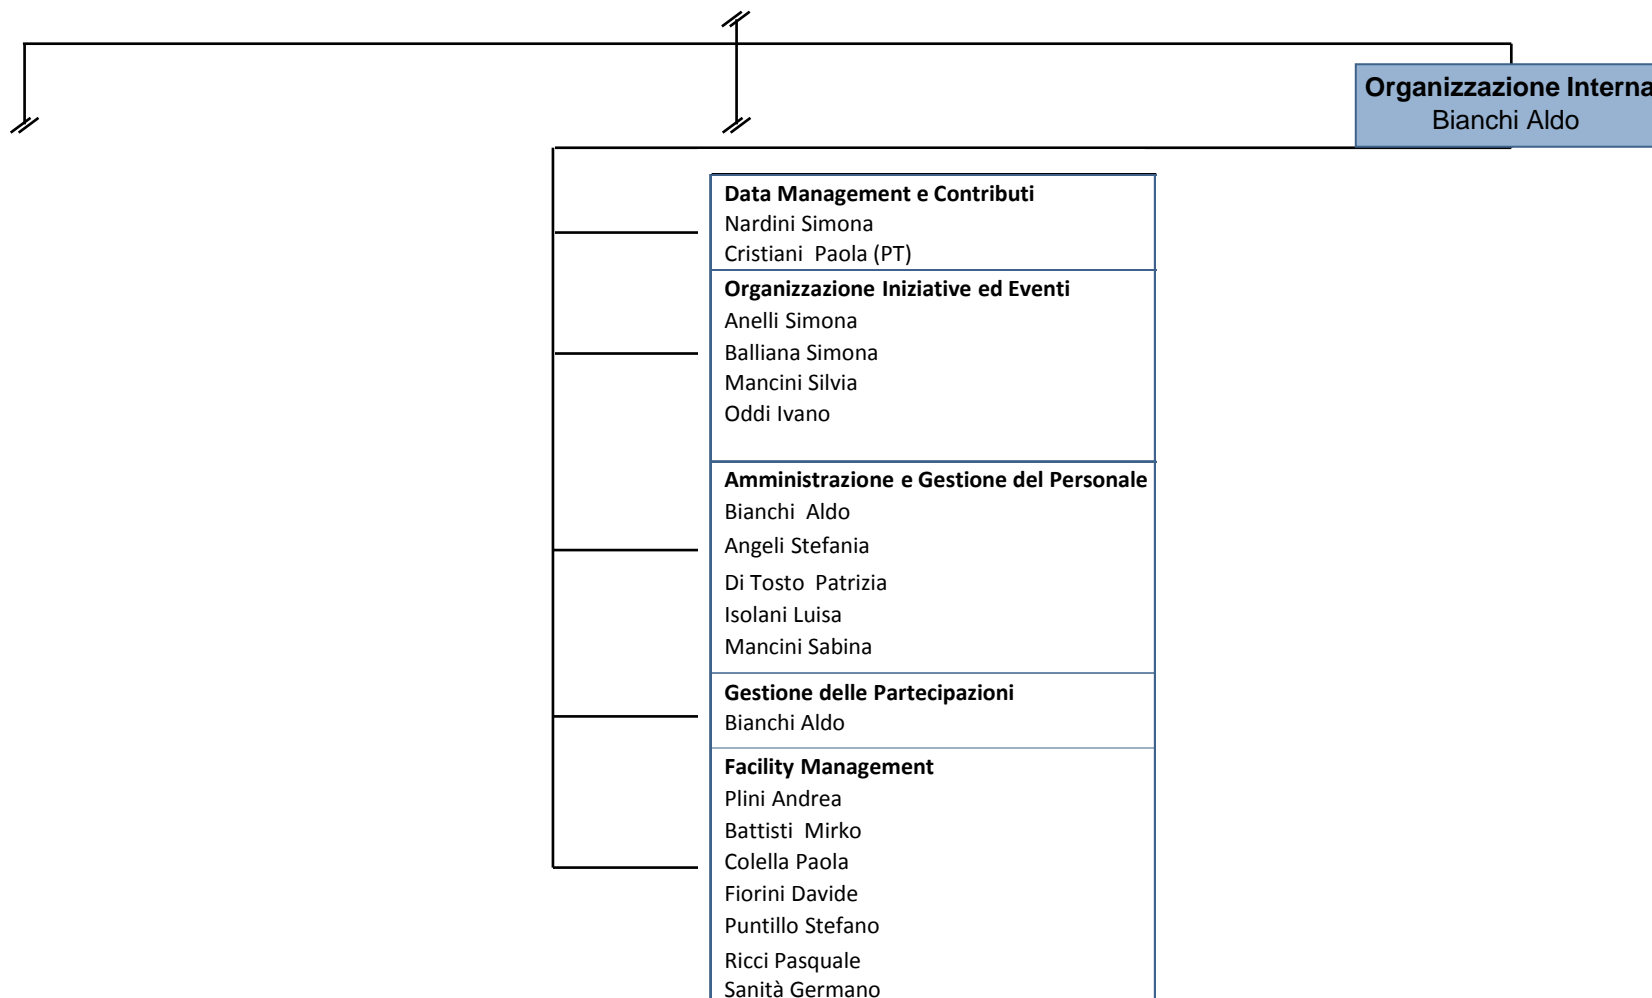 Organizzazione Interna
Bianchi Aldo
Data Management e Contributi
Nardini Simona
Cristiani  Paola (PT)
Organizzazione Iniziative ed Eventi
Anelli Simona
Balliana Simona
Mancini Silvia
Oddi Ivano
Amministrazione e Gestione del Personale
Bianchi  Aldo
Angeli Stefania
Di Tosto  Patrizia
Isolani Luisa
Mancini Sabina
Gestione delle Partecipazioni
Bianchi Aldo
Facility Management
Plini Andrea
Battisti  Mirko
Colella Paola
Fiorini Davide
Puntillo Stefano
Ricci Pasquale
Sanità Germano